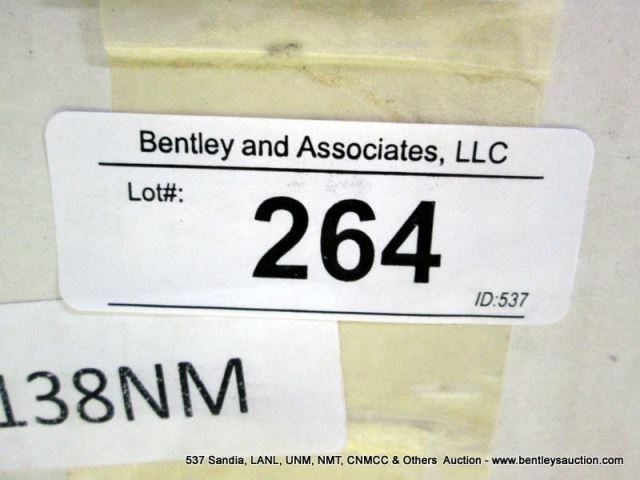 Bentley and Associates, LLC
Lot#:
264
ID:537
138NM
537 Sandia, LANL, UNM, NMT, CNMCC & Others Auction - www.bentleysauction.com